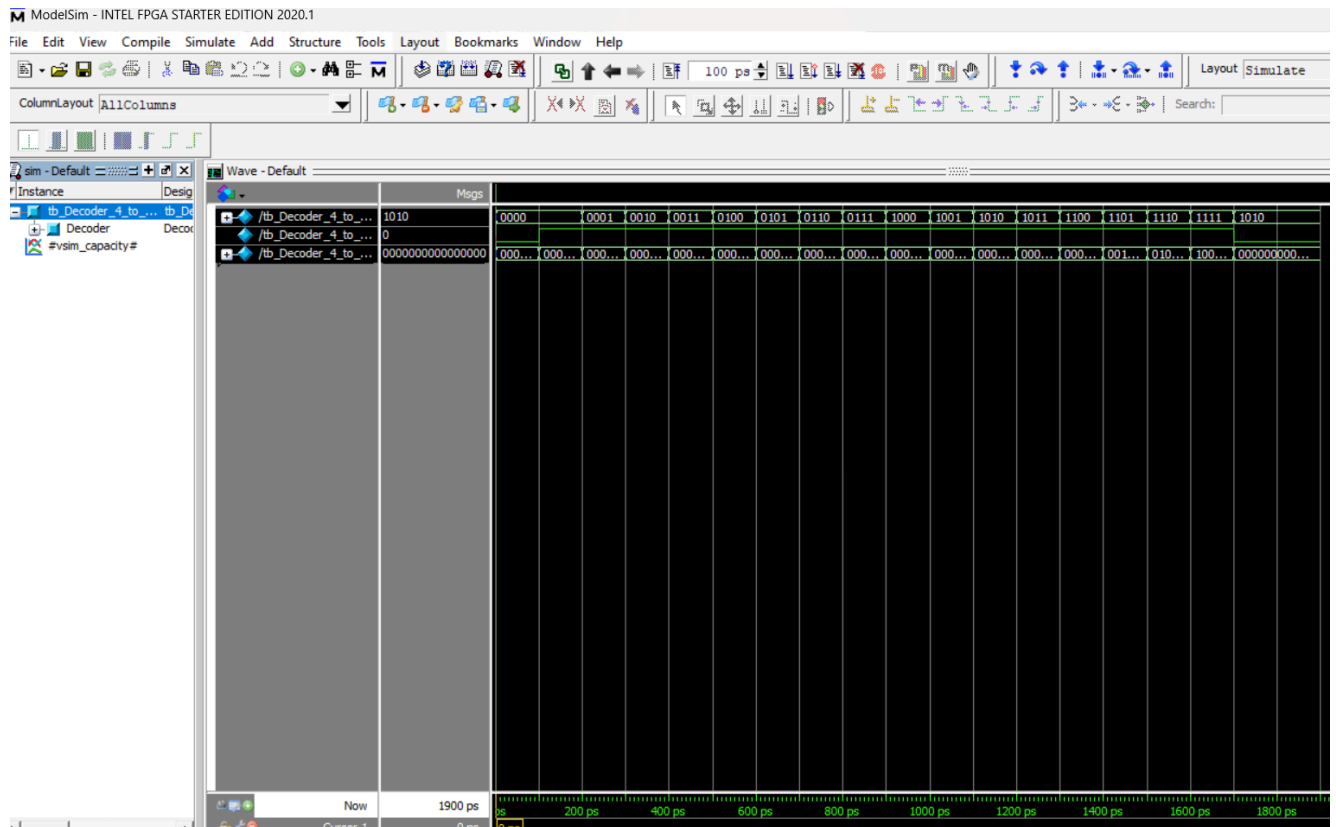 ModelSim - INTEL FPGA STARTER EDITION 2020.1
File Edit View Compile Simulate Add Structure Tools Layout Bookmarks Window Help
100 ps Layout Simulate
ColumnLayout AllColumns Search:
sim - Default Wave - Default
Instance Desig Msgs
tb_Decoder_4_to_... tb_De /tb_Decoder_4_to_... 1010 0000 0001 0010 0011 0100 0101 0110 0111 1000 1001 1010 1011 1100 1101 1110 1111 1010
Decoder Decod /tb_Decoder_4_to_... 0
#vsim_capacity# /tb_Decoder_4_to_... 0000000000000000 000... 000... 000... 000... 000... 000... 000... 000... 000... 000... 000... 000... 000... 000... 001... 010... 100... 000000000...
Now 1900 ps
ps 200 ps 400 ps 600 ps 800 ps 1000 ps 1200 ps 1400 ps 1600 ps 1800 ps